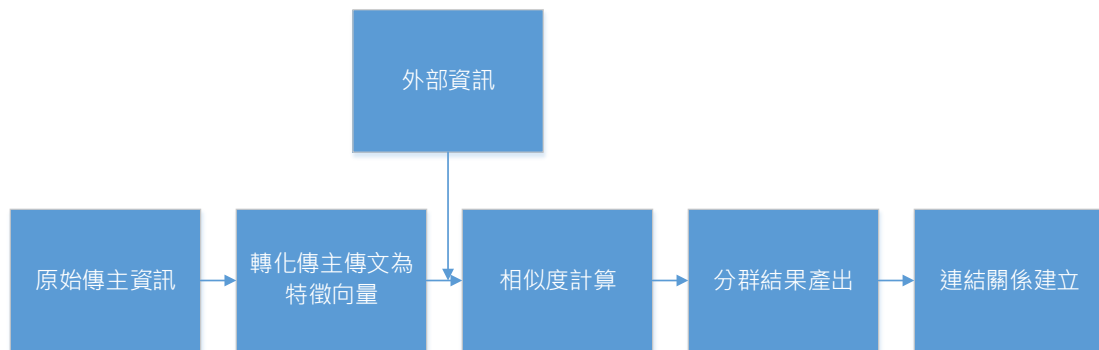 外部資訊
原始傳主資訊
轉化傳主傳文為
特徵向量
相似度計算
分群結果產出
連結關係建立